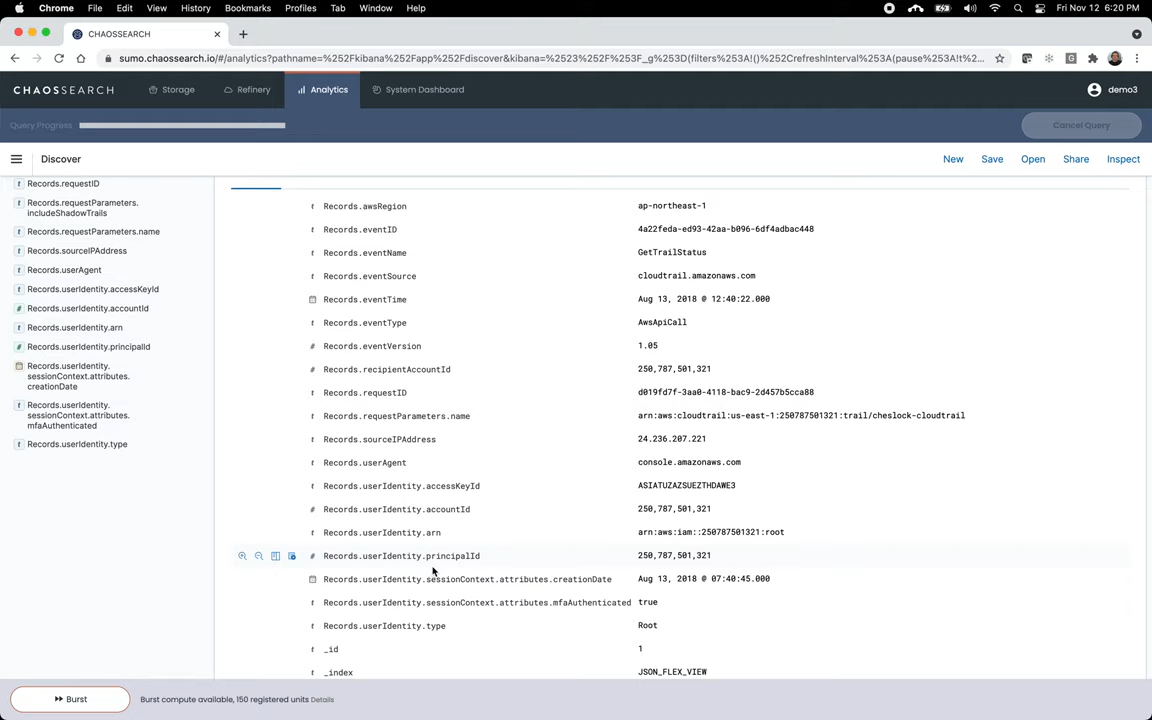 Chrome File Edit View History Bookmarks Profiles Tab Window Help Fri Nov 12 6:20 PM
CHAOSSEARCH
sumo.chaossearch.io/#/analytics?pathname=%252Fkibana%252Fapp%252Fdiscover&kibana=%2523%252F%253F_g%253D(filters%253A!()%252CrefreshInterval%253A(pause%253A!t%2...
CHAOSSEARCH Storage Refinery Analytics System Dashboard demo3
Query Progress Cancel Query
Discover New Save Open Share Inspect
Records.requestID
Records.requestParameters.
includeShadowTrails
Records.requestParameters.name
Records.sourceIPAddress
Records.userAgent
Records.userIdentity.accessKeyId
Records.userIdentity.accountId
Records.userIdentity.arn
Records.userIdentity.principalId
Records.userIdentity.
sessionContext.attributes.
creationDate
Records.userIdentity.
sessionContext.attributes.
mfaAuthenticated
Records.userIdentity.type
t Records.awsRegion ap-northeast-1
t Records.eventID 4a22feda-ed93-42aa-b096-6df4adbac448
t Records.eventName GetTrailStatus
t Records.eventSource cloudtrail.amazonaws.com
Records.eventTime Aug 13, 2018 @ 12:40:22.000
t Records.eventType AwsApiCall
# Records.eventVersion 1.05
# Records.recipientAccountId 250,787,501,321
t Records.requestID d019fd7f-3aa0-4118-bac9-2d457b5cca88
t Records.requestParameters.name arn:aws:cloudtrail:us-east-1:250787501321:trail/cheslock-cloudtrail
t Records.sourceIPAddress 24.236.207.221
t Records.userAgent console.amazonaws.com
t Records.userIdentity.accessKeyId ASIATUZAZSUEZTHDAWE3
# Records.userIdentity.accountId 250,787,501,321
t Records.userIdentity.arn arn:aws:iam::250787501321:root
# Records.userIdentity.principalId 250,787,501,321
Records.userIdentity.sessionContext.attributes.creationDate Aug 13, 2018 @ 07:40:45.000
t Records.userIdentity.sessionContext.attributes.mfaAuthenticated true
t Records.userIdentity.type Root
t _id 1
t _index JSON_FLEX_VIEW
Burst Burst compute available, 150 registered units Details